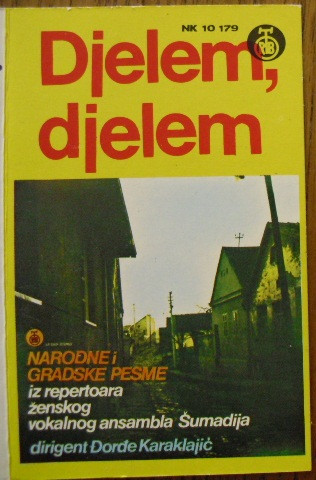 NK 10 179
Djelem,
djelem
NARODNE i
GRADSKE PESME
iz repertoara
ženskog
vokalnog ansambla Šumadija
dirigent Đorđe Karaklajić